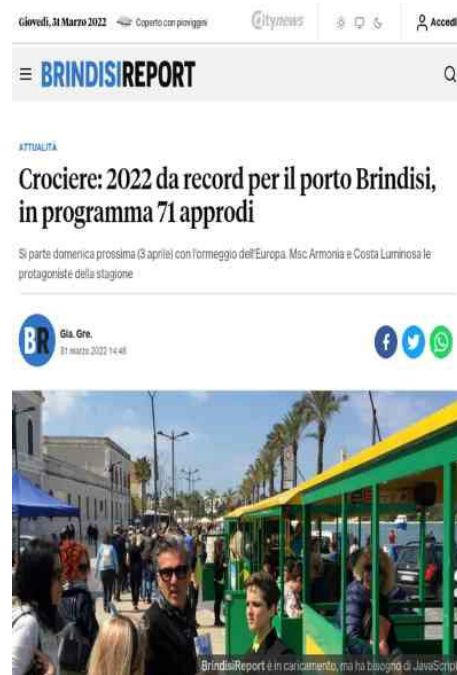 Giovedì, 31 Marzo 2022 Coperto con pioviggini Citynews Accedi
BRINDISIREPORT
ATTUALITÀ
Crociere: 2022 da record per il porto Brindisi,
in programma 71 approdi
Si parte domenica prossima (3 aprile) con l'ormeggio dell'Europa. Msc Armonia e Costa Luminosa le
protagoniste della stagione
BR
Gia. Gre.
31 marzo 2022 14:46
BrindisiReport è in caricamento, ma ha bisogno di JavaScript